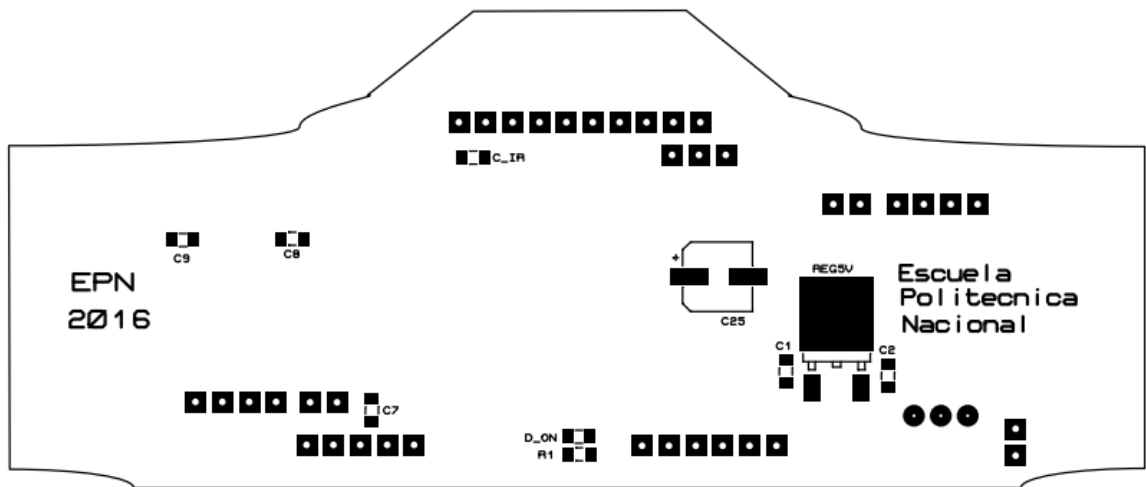 C_IR
C9
C8
EPN
2016
+
REG5V
Escuela
Politecnica
Nacional
C25
C1
C2
C7
D_ON
R1